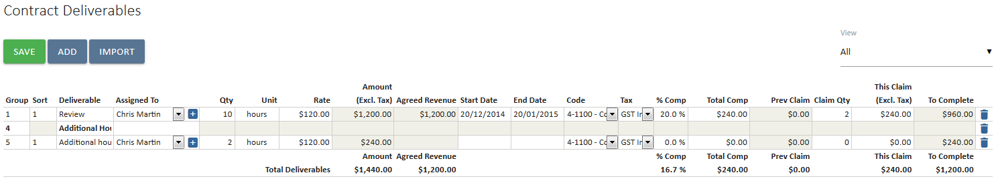 Contract Deliverables
View
SAVE ADD IMPORT All
Amount This Claim
Group Sort Deliverable Assigned To Qty Unit Rate (Excl. Tax) Agreed Revenue Start Date End Date Code Tax % Comp Total Comp Prev Claim Claim Qty (Excl. Tax) To Complete
1 1 Review Chris Martin 10 hours $120.00 $1,200.00 $1,200.00 20/12/2014 20/01/2015 4-1100 - Co GST In 20.0 % $240.00 $0.00 2 $240.00 $960.00
4 Additional Hou
5 1 Additional hou Chris Martin 2 hours $120.00 $240.00 4-1100 - Co GST In 0.0 % $0.00 $0.00 0 $0.00 $240.00
Amount Agreed Revenue % Comp Total Comp Prev Claim This Claim To Complete
Total Deliverables $1,440.00 $1,200.00 16.7 % $240.00 $0.00 $240.00 $1,200.00